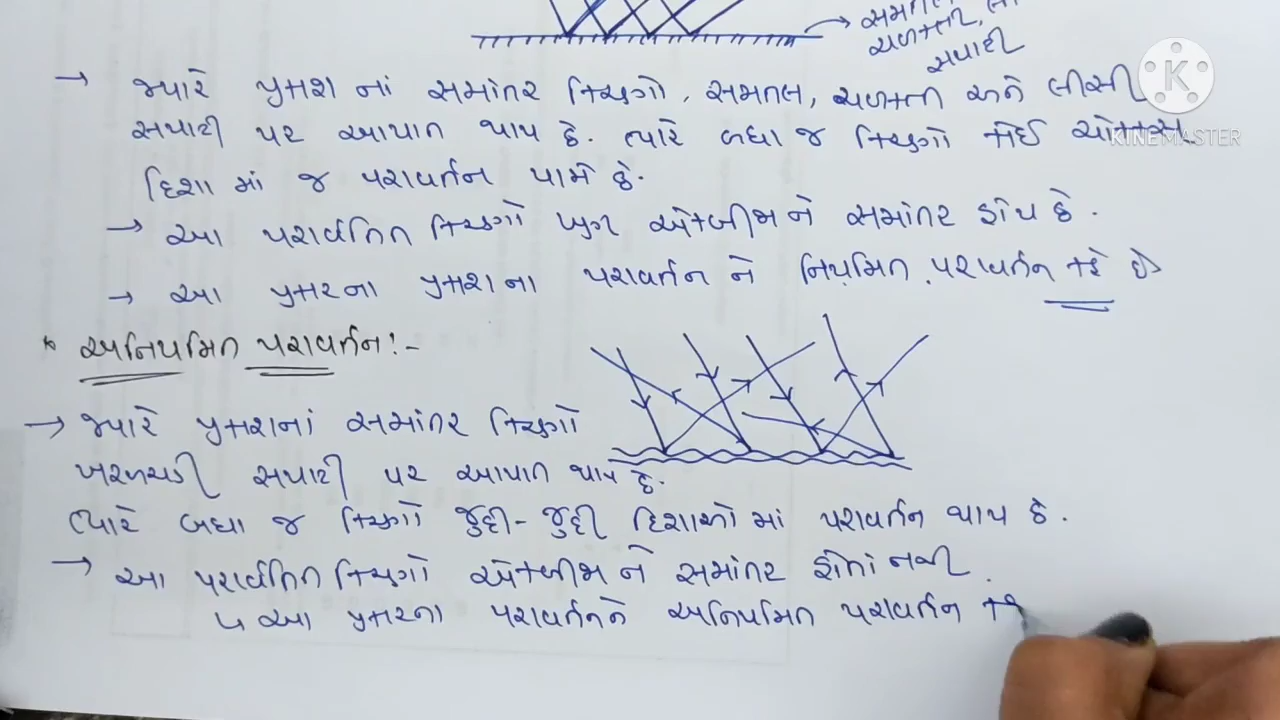 સમતલ
ચળકતી, લી
સપાટી
→ જ્યારે પ્રકાશ નાં સમાંતર કિરણો, સમતલ, ચળકતી અને લીસી
સપાટી પર આપાત થાય છે. ત્યારે બધા જ કિરણો કોઈ ચોક્કસ
દિશા માં જ પરાવર્તન પામે છે.
→ આ પરાવર્તિત કિરણો પણ એકબીજા ને સમાંતર હોય છે.
→ આ પ્રકારના પ્રકાશના પરાવર્તન ને નિયમિત પરાવર્તન કહે છે
* અનિયમિત પરાવર્તન:-
→ જ્યારે પ્રકાશનાં સમાંતર કિરણો
ખરબચડી સપાટી પર આપાત થાય છે.
ત્યારે બધા જ કિરણો જુદી-જુદી દિશાઓ માં પરાવર્તન થાય છે.
→ આ પરાવર્તિત કિરણો એકબીજા ને સમાંતર હોતાં નથી.
↳ આ પ્રકારના પરાવર્તનને અનિયમિત પરાવર્તન
K
KINEMASTER